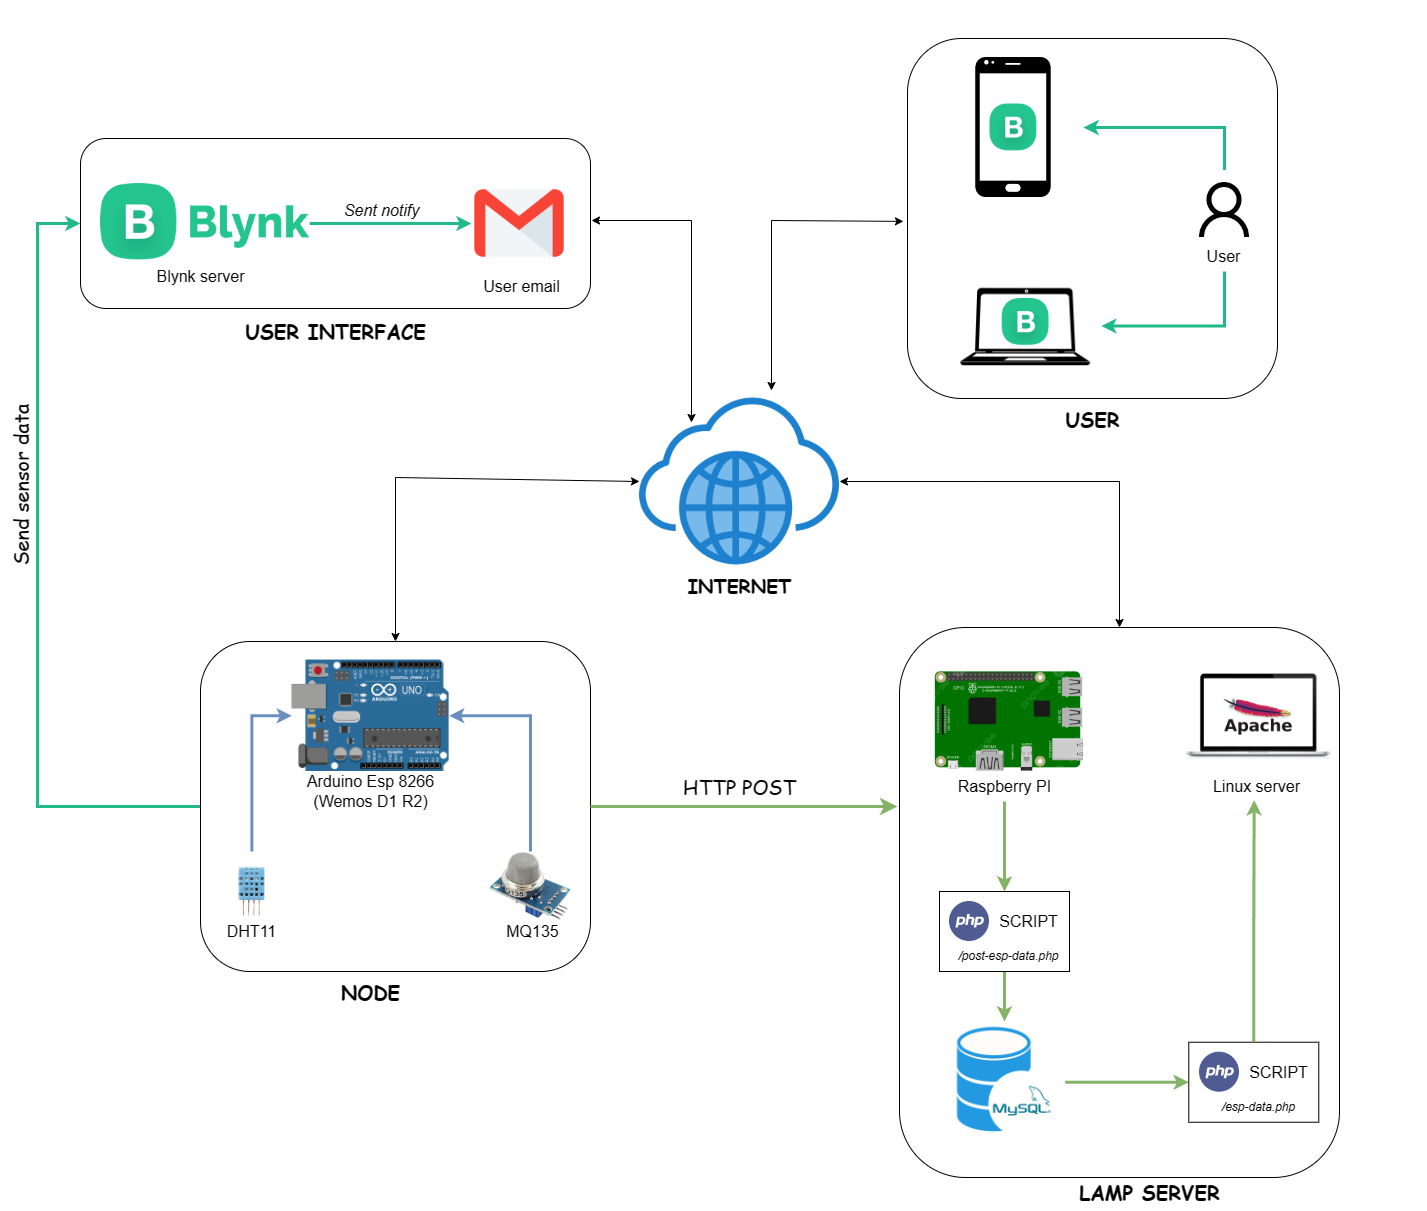 B
Blynk
Sent notify
Blynk server
User email
USER INTERFACE
B
User
B
USER
Send sensor data
INTERNET
UNO
ARDUINO
Arduino Esp 8266
(Wemos D1 R2)
DHT11
MQ135
NODE
HTTP POST
Raspberry PI
Apache
Linux server
php SCRIPT
/post-esp-data.php
MySQL
php SCRIPT
/esp-data.php
LAMP SERVER